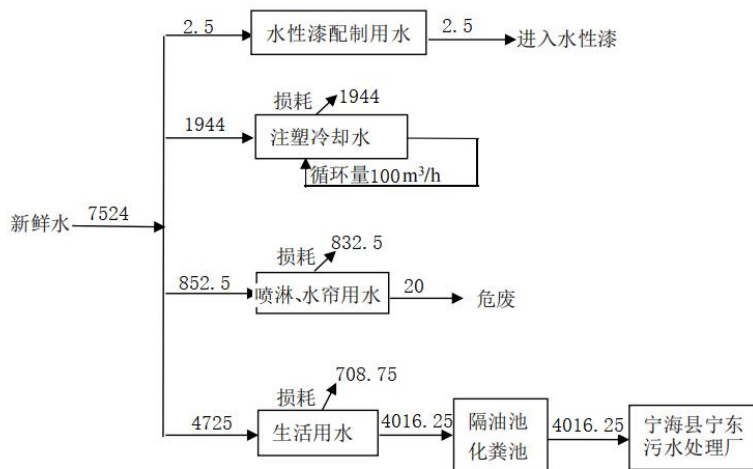 2.5
水性漆配制用水
2.5
进入水性漆
损耗
1944
1944
注塑冷却水
循环量100m³/h
新鲜水
7524
损耗
832.5
852.5
喷淋、水帘用水
20
危废
损耗
708.75
4725
生活用水
4016.25
隔油池
化粪池
4016.25
宁海县宁东
污水处理厂